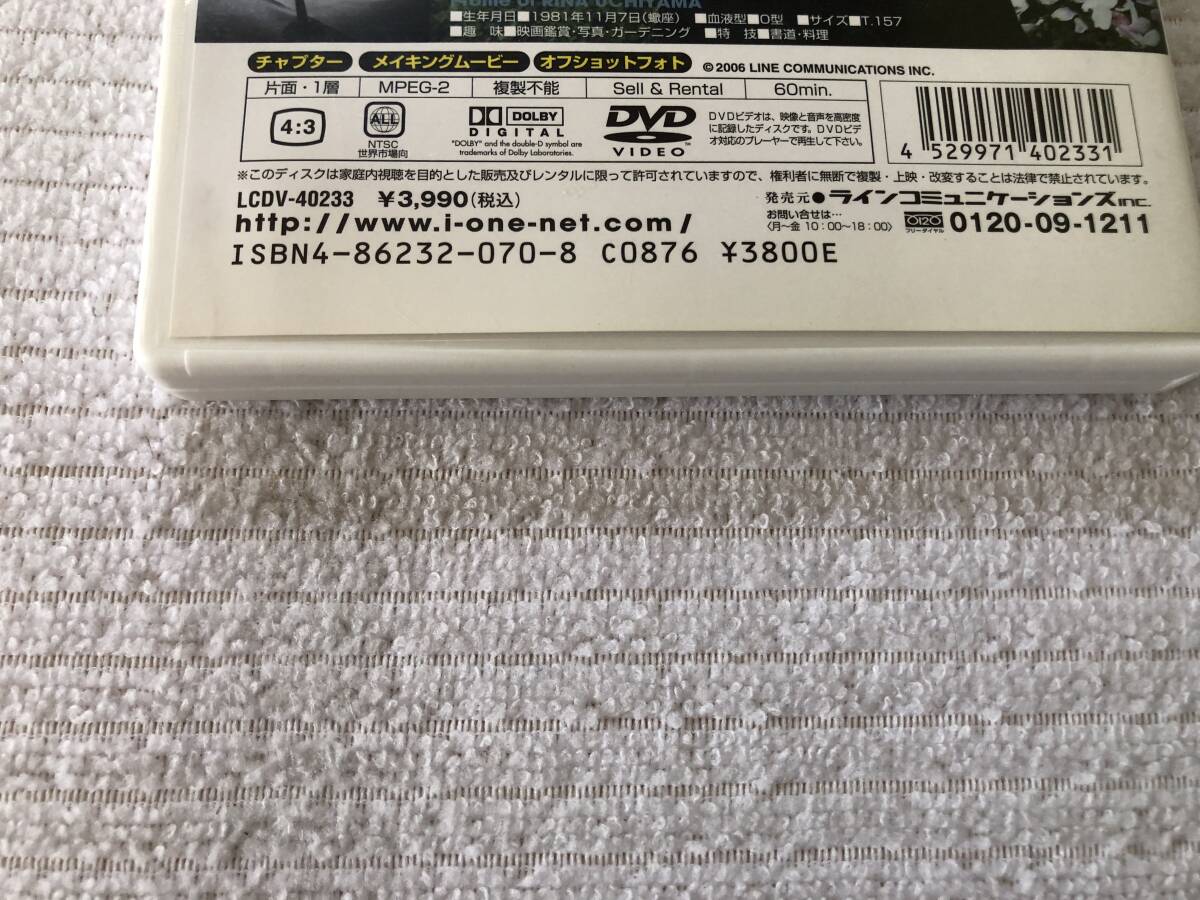 RINA UCHIYAMA
■生年月日■1981年11月7日(蠍座) ■血液型■O型 ■サイズ■T.157
■趣 味■映画鑑賞・写真・ガーデニング ■特 技■書道・料理
チャプター メイキングムービー オフショットフォト ©2006 LINE COMMUNICATIONS INC.
片面・1層 MPEG-2 複製不能 Sell & Rental 60min.
4:3
ALL
NTSC
世界市場向
DOLBY
DIGITAL
"DOLBY" and the double-D symbol are
trademarks of Dolby Laboratories.
DVD
VIDEO
DVDビデオは、映像と音声を高密度
に記録したディスクです。DVDビデ
オ対応のプレーヤーで再生して下さい。
4 529971 402331
※このディスクは家庭内視聴を目的とした販売及びレンタルに限って許可されていますので、権利者に無断で複製・上映・改変することは法律で禁止されています。
LCDV-40233 ¥3,990(税込)
発売元●ラインコミュニケーションズinc.
http://www.i-one-net.com/
お問い合せは…
〈月〜金 10:00〜18:00〉
0120
フリーダイヤル
0120-09-1211
ISBN4-86232-070-8 C0876 ¥3800E